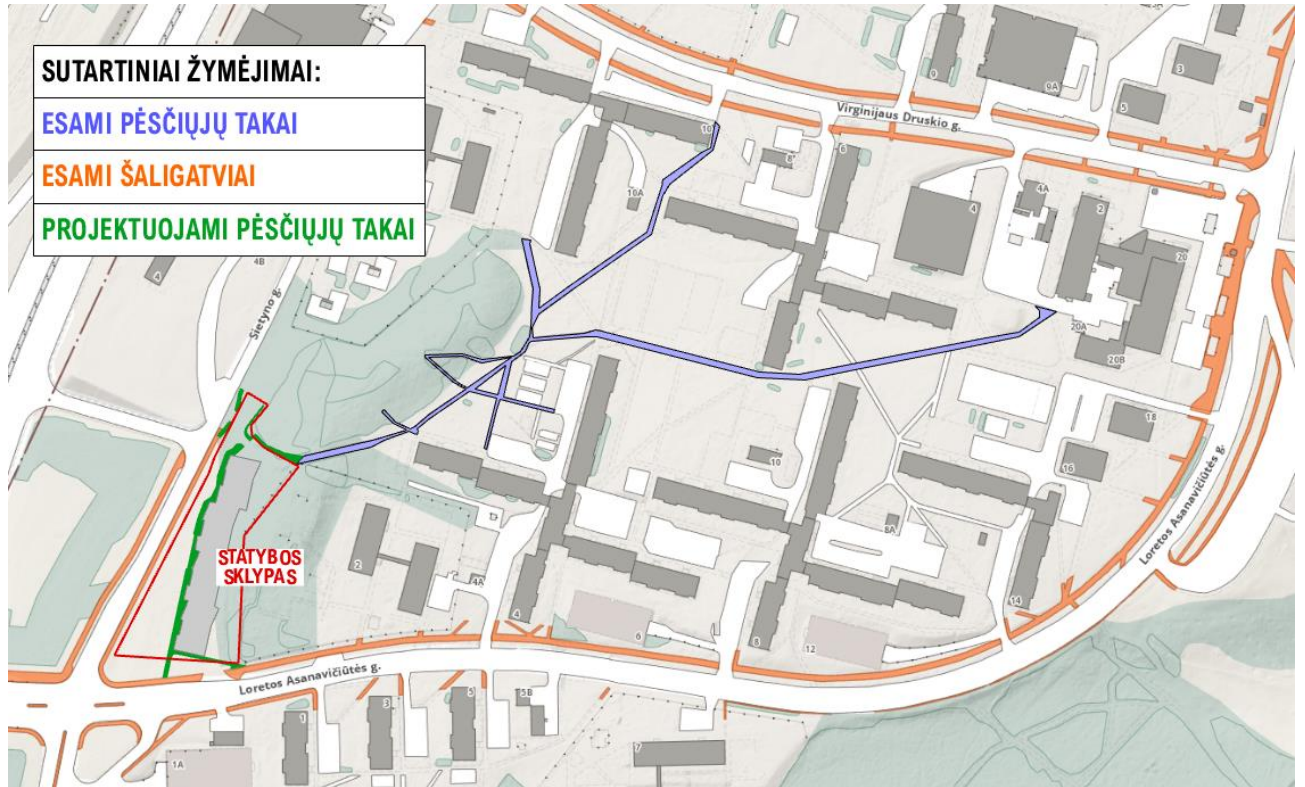 SUTARTINIAI ŽYMĖJIMAI:
ESAMI PĖSČIŲJŲ TAKAI
ESAMI ŠALIGATVIAI
PROJEKTUOJAMI PĖSČIŲJŲ TAKAI
9
9A
3
5
Virginijaus Druskio g.
10
8
6
10A
4A
2
4
20
4
4B
Sietyno g.
20A
20B
18
10
16
Loretos Asanavičiūtės g.
8A
STATYBOS
SKLYPAS
2
4A
4
6
8
12
14
Loretos Asanavičiūtės g.
1
3
5
5B
7
1A